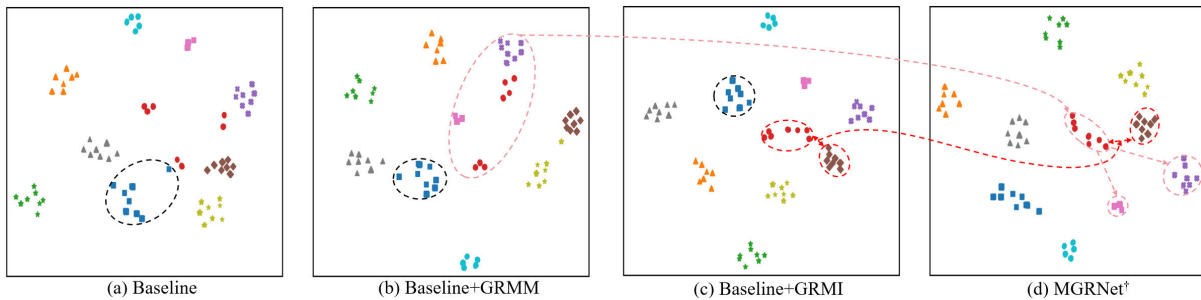 (a) Baseline
(b) Baseline+GRMM
(c) Baseline+GRMI
(d) MGRNet†